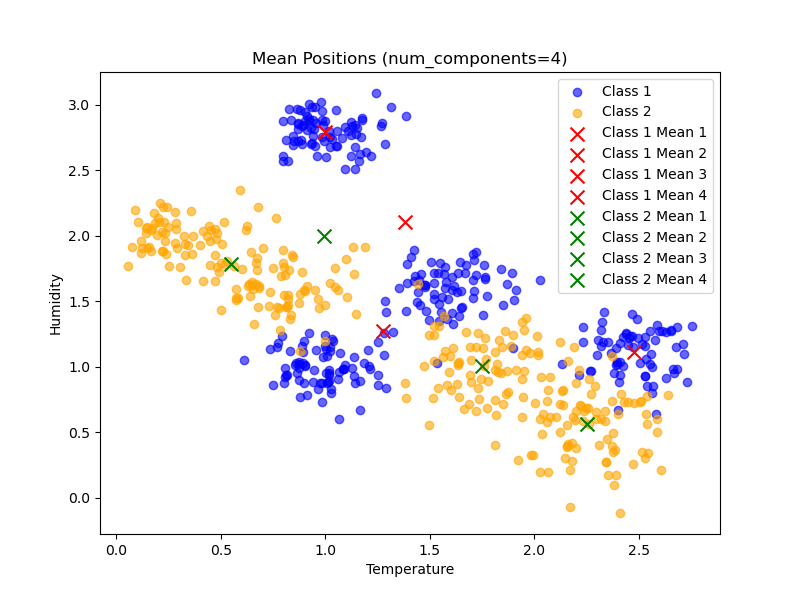 Mean Positions (num_components=4)
Class 1
Class 2
Class 1 Mean 1
Class 1 Mean 2
Class 1 Mean 3
Class 1 Mean 4
Class 2 Mean 1
Class 2 Mean 2
Class 2 Mean 3
Class 2 Mean 4
Humidity
3.0
2.5
2.0
1.5
1.0
0.5
0.0
0.0 0.5 1.0 1.5 2.0 2.5
Temperature